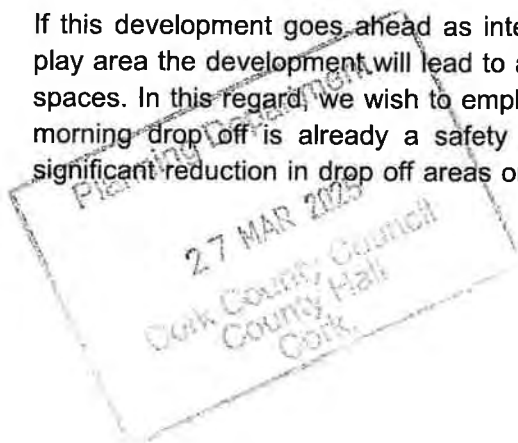 If this development goes ahead as inte
play area the development will lead to a
spaces. In this regard, we wish to empl
morning drop off is already a safety
significant reduction in drop off areas o
Planning Department
27 MAR 2025
Cork County Council
County Hall
Cork.